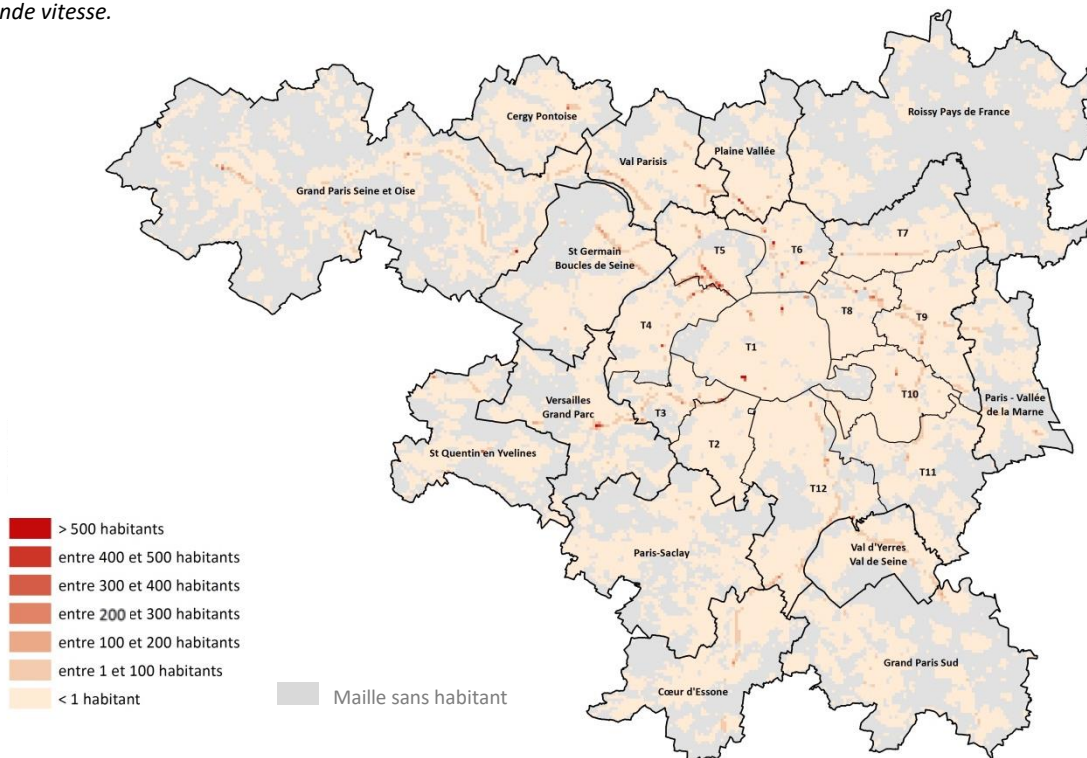 nde vitesse.
Cergy Pontoise
Roissy Pays de France
Val Parisis
Plaine Vallée
Grand Paris Seine et Oise
T7
T5
T6
St Germain
Boucles de Seine
T8
T9
T4
T1
T10
Versailles
Grand Parc
T3
Paris - Vallée
de la Marne
T2
St Quentin en Yvelines
T11
T12
> 500 habitants
entre 400 et 500 habitants
entre 300 et 400 habitants
entre 200 et 300 habitants
entre 100 et 200 habitants
entre 1 et 100 habitants
< 1 habitant
Maille sans habitant
Paris-Saclay
Val d'Yerres
Val de Seine
Grand Paris Sud
Cœur d'Essone